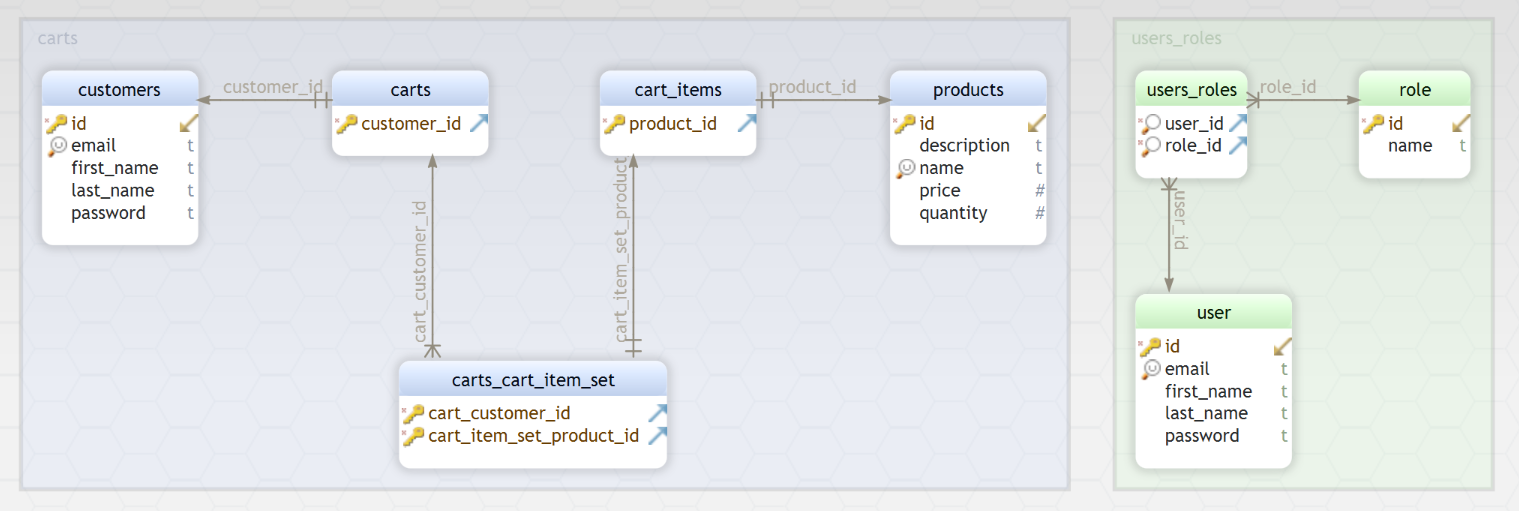 carts
customers
id
email t
first_name t
last_name t
password t
customer_id
carts
customer_id
cart_items
product_id
product_id
products
id
description t
name t
price #
quantity #
cart_customer_id
cart_item_set_product
carts_cart_item_set
cart_customer_id
cart_item_set_product_id
users_roles
users_roles
user_id
role_id
role_id
role
id
name t
user_id
user
id
email t
first_name t
last_name t
password t